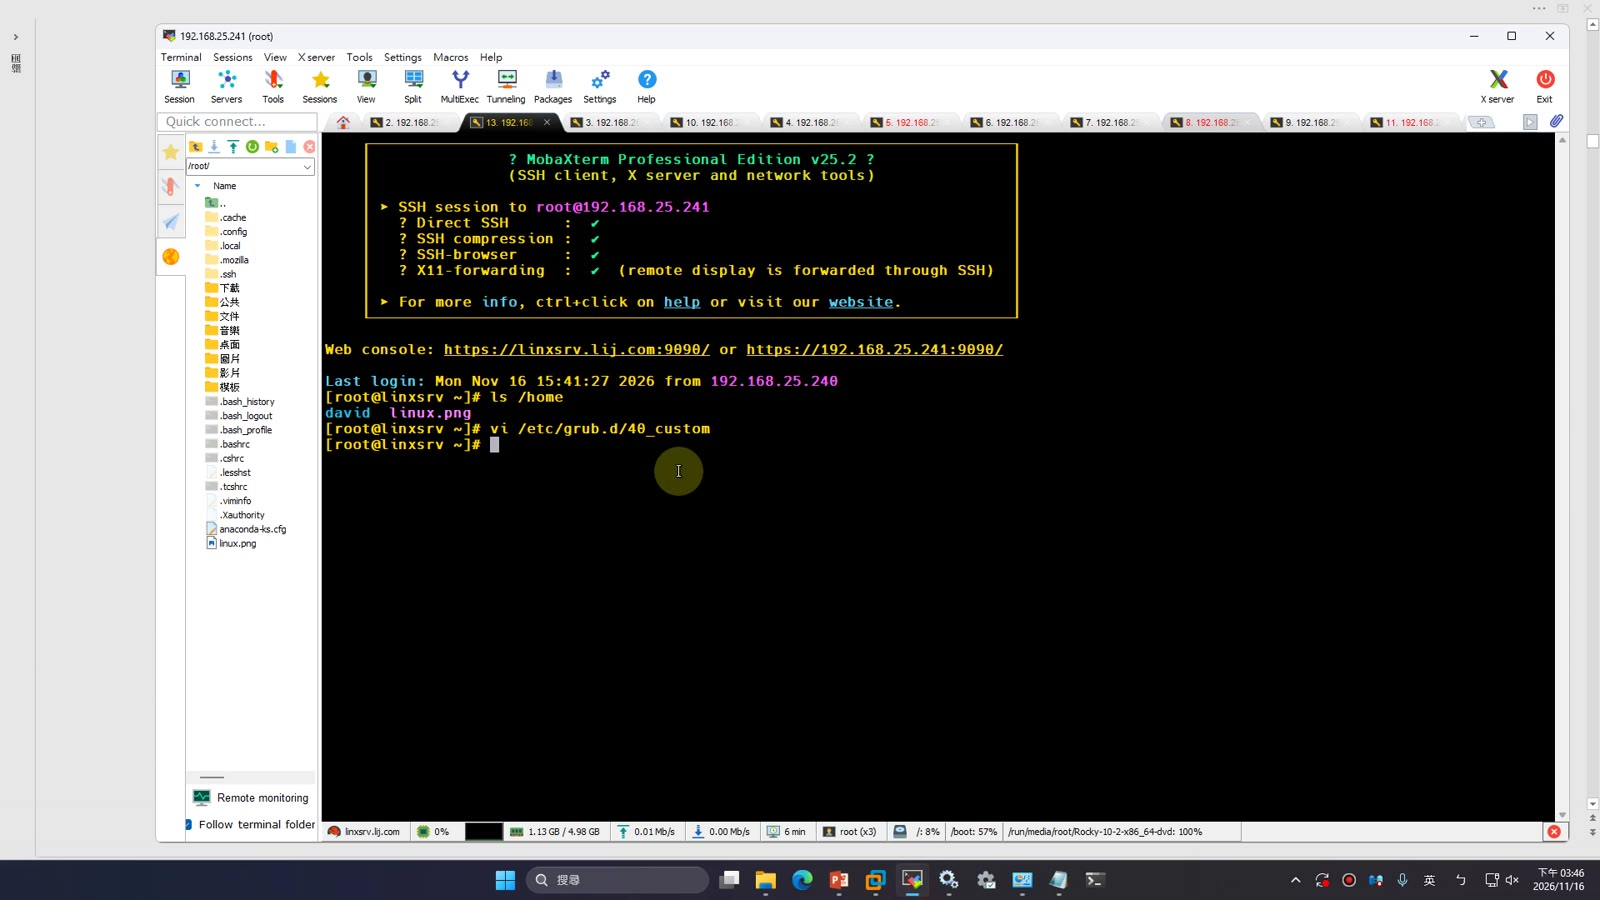 192.168.25.241 (root)
Terminal Sessions View X server Tools Settings Macros Help
Session Servers Tools Sessions View Split MultiExec Tunneling Packages Settings Help X server Exit
Quick connect...
2. 192.168.2 13. 192.168 3. 192.168.2 10. 192.168 4. 192.168.2 5. 192.168.2 6. 192.168.2 7. 192.168.2 8. 192.168.2 9. 192.168.2 11. 192.168
/root/
Name
..
.cache
.config
.local
.mozilla
.ssh
下載
公共
文件
音樂
桌面
圖片
影片
模板
.bash_history
.bash_logout
.bash_profile
.bashrc
.cshrc
.lesshst
.tcshrc
.viminfo
.Xauthority
anaconda-ks.cfg
linux.png
Remote monitoring
Follow terminal folder
? MobaXterm Professional Edition v25.2 ?
(SSH client, X server and network tools)
➤ SSH session to root@192.168.25.241
? Direct SSH : ✔
? SSH compression : ✔
? SSH-browser : ✔
? X11-forwarding : ✔ (remote display is forwarded through SSH)
➤ For more info, ctrl+click on help or visit our website.
Web console: https://linxsrv.lij.com:9090/ or https://192.168.25.241:9090/
Last login: Mon Nov 16 15:41:27 2026 from 192.168.25.240
[root@linxsrv ~]# ls /home
david linux.png
[root@linxsrv ~]# vi /etc/grub.d/40_custom
[root@linxsrv ~]#
linxsrv.lij.com 0% 1.13 GB / 4.98 GB 0.01 Mb/s 0.00 Mb/s 6 min root (x3) /: 8% /boot: 57% /run/media/root/Rocky-10-2-x86_64-dvd: 100%
搜尋
英 ㄅ
下午 03:46
2026/11/16